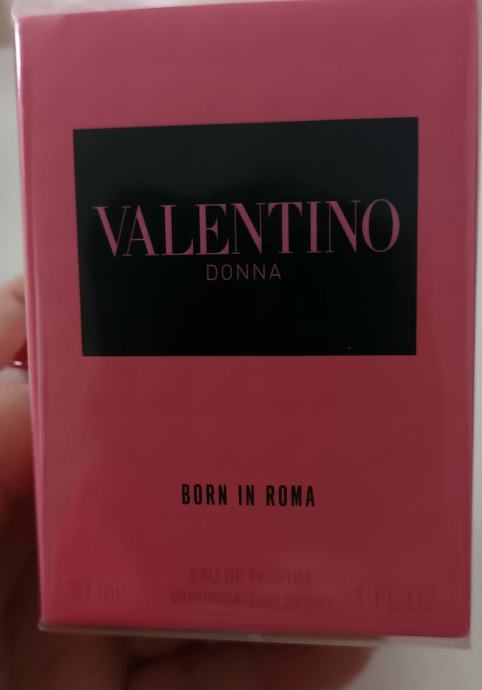 VALENTINO
DONNA
BORN IN ROMA
EAU DE PARFUM
30 ml VAPORISATEUR SPRAY 1 FL.OZ.